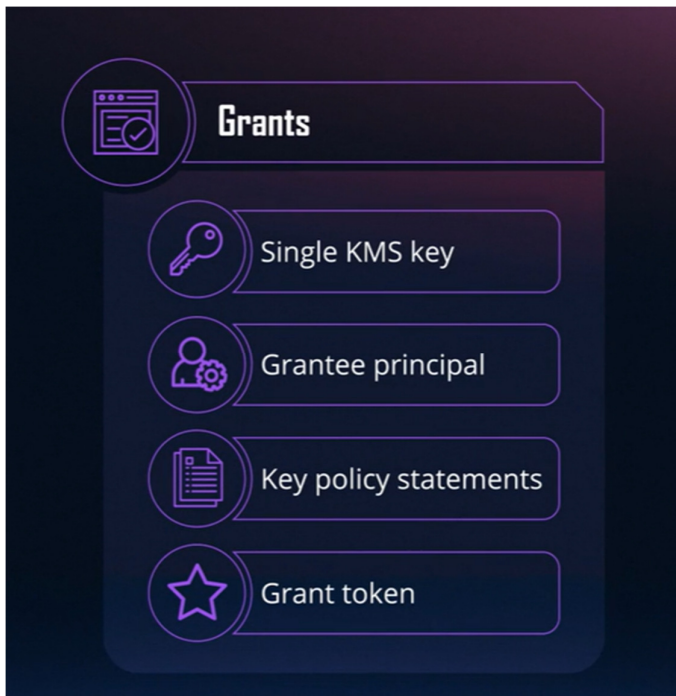 Grants
Single KMS key
Grantee principal
Key policy statements
Grant token